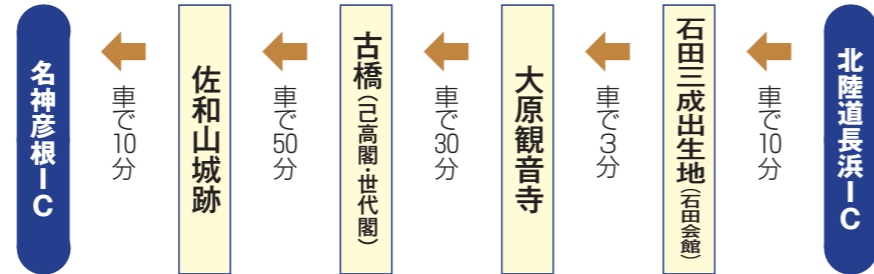 北陸道長浜IC
車で10分
石田三成出生地(石田会館)
車で3分
大原観音寺
車で30分
古橋(己高閣・世代閣)
車で50分
佐和山城跡
車で10分
名神彦根IC